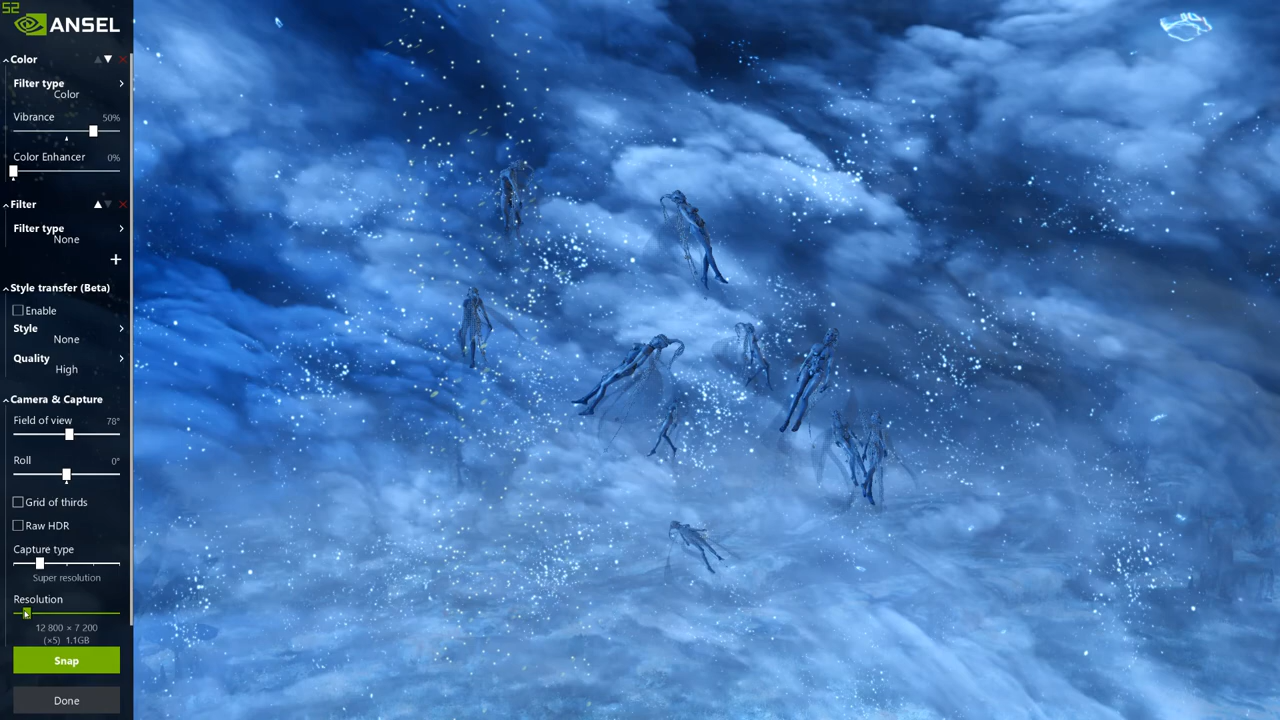 52
ANSEL
Color
Filter type
Color
Vibrance 50%
Color Enhancer 0%
Filter
Filter type
None
Style transfer (Beta)
Enable
Style
None
Quality
High
Camera & Capture
Field of view 78°
Roll 0°
Grid of thirds
Raw HDR
Capture type
Super resolution
Resolution
12 800 × 7 200
(×5) 1.1GB
Snap
Done